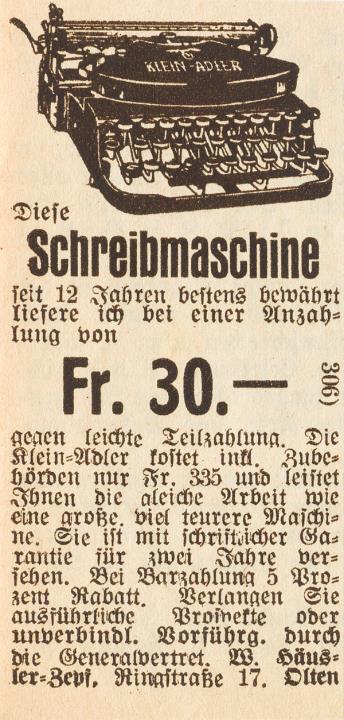 KLEIN-ADLER
Diese
Schreibmaschine
seit 12 Jahren bestens bewährt
liefere ich bei einer Anzah-
lung von
Fr. 30.—
306)
gegen leichte Teilzahlung. Die
Klein-Adler kostet inkl. Zube-
hörden nur Fr. 335 und leistet
Ihnen die gleiche Arbeit wie
eine große, viel teurere Maschi-
ne. Sie ist mit schriftlicher Ga-
rantie für zwei Jahre ver-
sehen. Bei Barzahlung 5 Pro-
zent Rabatt. Verlangen Sie
ausführliche Prospekte oder
unverbindl. Vorführg. durch
die Generalvertret. W. Häus-
ler-Zepf, Ringstraße 17, Olten